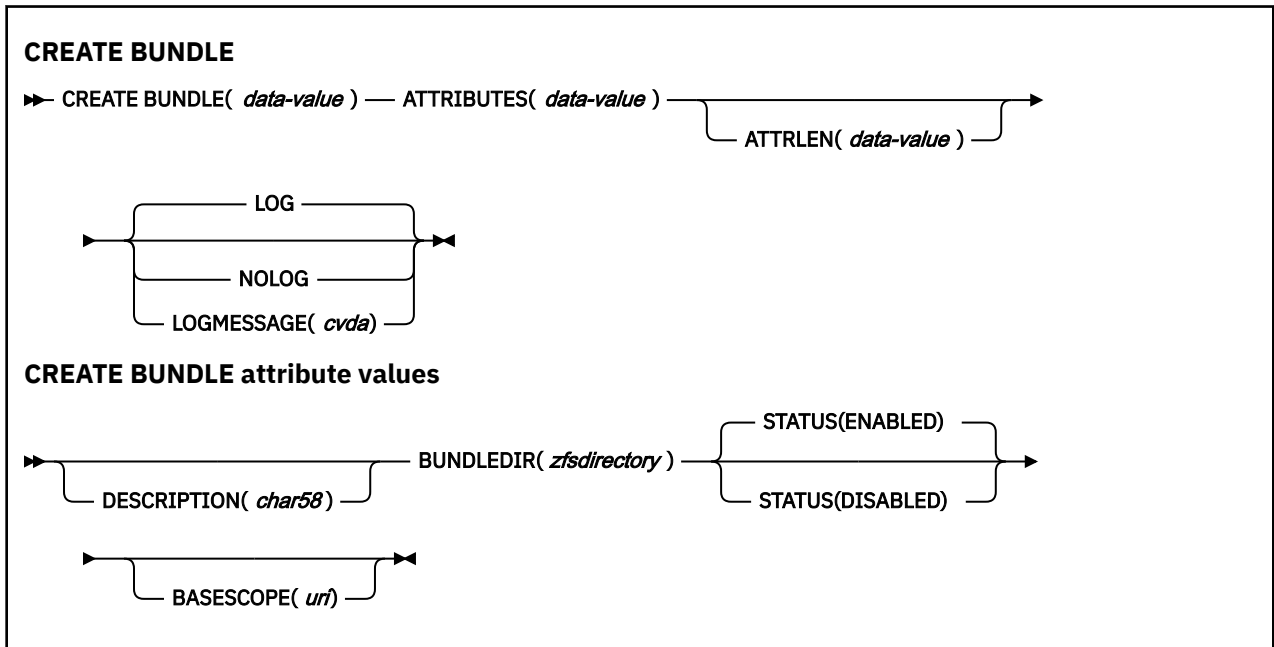 CREATE BUNDLE
CREATE BUNDLE( data-value ) ATTRIBUTES( data-value )
ATTRLEN( data-value )
LOG
NOLOG
LOGMESSAGE( cvda)
CREATE BUNDLE attribute values
STATUS(ENABLED)
BUNDLEDIR( zfsdirectory )
DESCRIPTION( char58 )
STATUS(DISABLED)
BASESCOPE( uri)